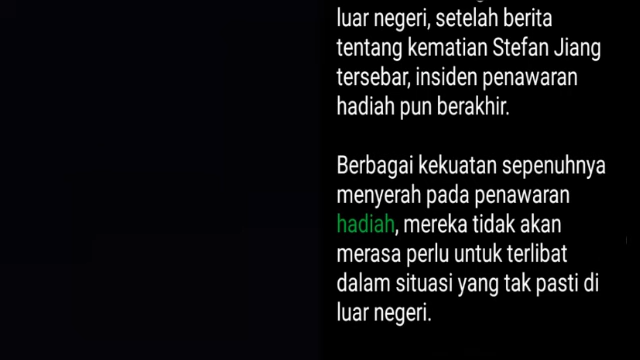 luar negeri, setelah berita
tentang kematian Stefan Jiang
tersebar, insiden penawaran
hadiah pun berakhir.
Berbagai kekuatan sepenuhnya
menyerah pada penawaran
hadiah, mereka tidak akan
merasa perlu untuk terlibat
dalam situasi yang tak pasti di
luar negeri.